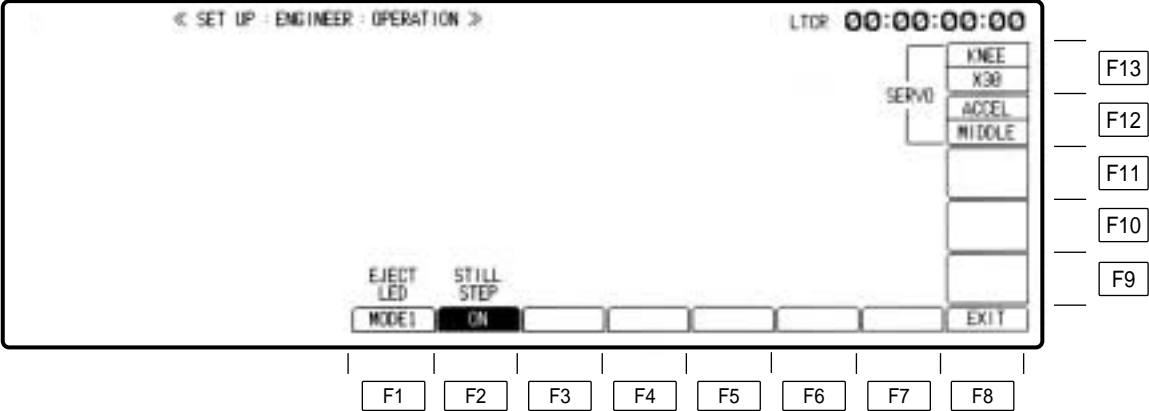 ≪ SET UP : ENGINEER : OPERATION ≫
LTCR 00:00:00:00
KNEE
X30
SERVO
ACCEL
MIDDLE
F13
F12
F11
F10
F9
EJECT LED
STILL STEP
MODE1
ON
EXIT
F1 F2 F3 F4 F5 F6 F7 F8